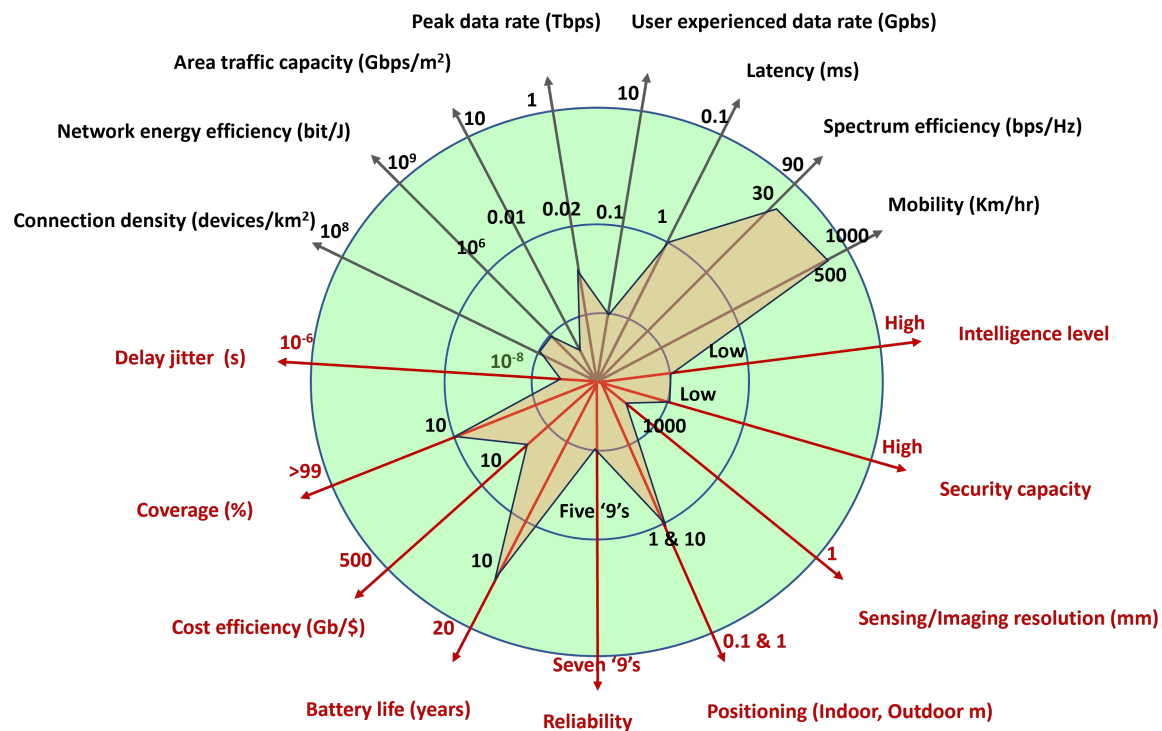 Peak data rate (Tbps)
User experienced data rate (Gpbs)
Area traffic capacity (Gbps/m²)
Latency (ms)
Network energy efficiency (bit/J)
Spectrum efficiency (bps/Hz)
Connection density (devices/km²)
Mobility (Km/hr)
1
10
10
0.1
10⁹
90
10⁸
30
1000
0.01
0.02
0.1
1
10⁶
500
Delay jitter (s)
10⁻⁶
10⁻⁸
Low
High
Intelligence level
Low
10
1000
High
Security capacity
>99
10
Coverage (%)
Five ‘9’s
1 & 10
500
10
1
Cost efficiency (Gb/$)
20
Sensing/Imaging resolution (mm)
0.1 & 1
Seven ‘9’s
Battery life (years)
Reliability
Positioning (Indoor, Outdoor m)